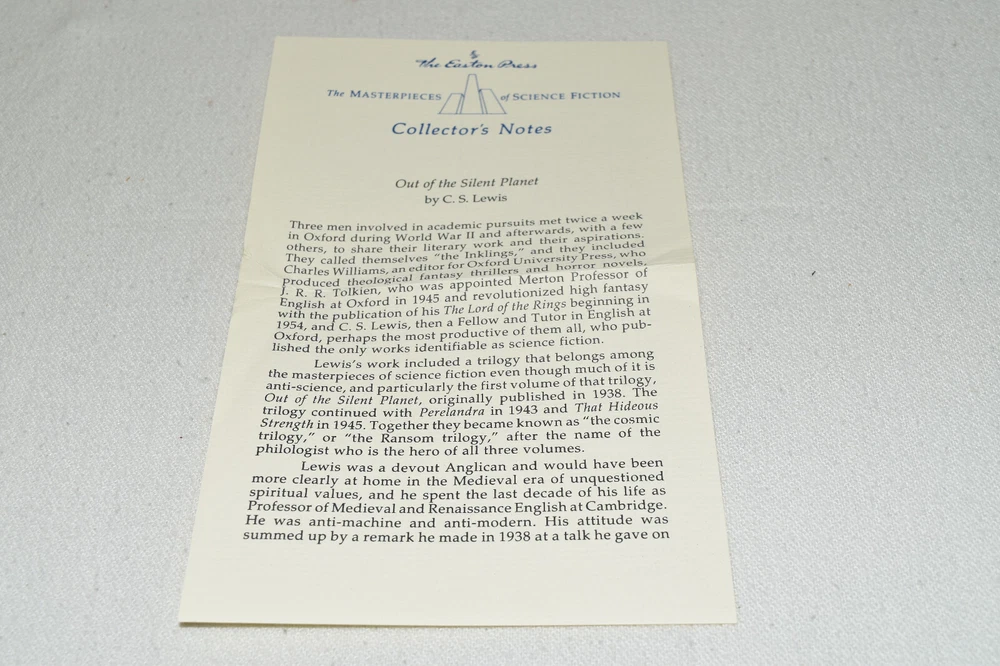 The Easton Press
The MASTERPIECES of SCIENCE FICTION
Collector's Notes
Out of the Silent Planet
by C. S. Lewis
Three men involved in academic pursuits met twice a week
in Oxford during World War II and afterwards, with a few
others, to share their literary work and their aspirations.
They called themselves "the Inklings," and they included
Charles Williams, an editor for Oxford University Press, who
produced theological fantasy thrillers and horror novels,
J. R. R. Tolkien, who was appointed Merton Professor of
English at Oxford in 1945 and revolutionized high fantasy
with the publication of his The Lord of the Rings beginning in
1954, and C. S. Lewis, then a Fellow and Tutor in English at
Oxford, perhaps the most productive of them all, who pub-
lished the only works identifiable as science fiction.
Lewis's work included a trilogy that belongs among
the masterpieces of science fiction even though much of it is
anti-science, and particularly the first volume of that trilogy,
Out of the Silent Planet, originally published in 1938. The
trilogy continued with Perelandra in 1943 and That Hideous
Strength in 1945. Together they became known as "the cosmic
trilogy," or "the Ransom trilogy," after the name of the
philologist who is the hero of all three volumes.
Lewis was a devout Anglican and would have been
more clearly at home in the Medieval era of unquestioned
spiritual values, and he spent the last decade of his life as
Professor of Medieval and Renaissance English at Cambridge.
He was anti-machine and anti-modern. His attitude was
summed up by a remark he made in 1938 at a talk he gave on